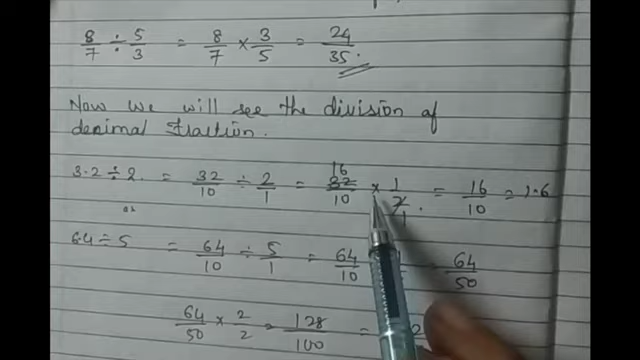 8/7 ÷ 5/3 = 8/7 × 3/5 = 24/35.
Now we will see the division of
decimal fraction.
3.2 ÷ 2. = 32/10 ÷ 2/1 = 16 32/10 × 1/2 1. = 16/10 = 1.6
6.4 ÷ 5 = 64/10 ÷ 5/1 = 64/10 = 64/50
64/50 × 2/2 = 128/100 = 2